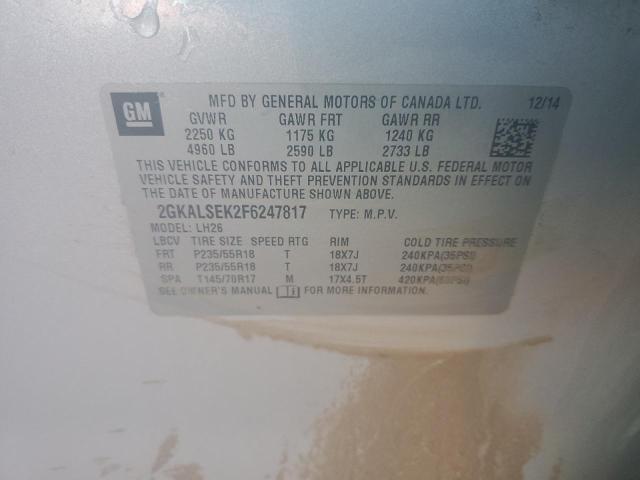 GM
MFD BY GENERAL MOTORS OF CANADA LTD. 12/14
GVWR GAWR FRT GAWR RR
2250 KG 1175 KG 1240 KG
4960 LB 2590 LB 2733 LB
THIS VEHICLE CONFORMS TO ALL APPLICABLE U.S. FEDERAL MOTOR
VEHICLE SAFETY AND THEFT PREVENTION STANDARDS IN EFFECT ON
THE DATE OF MANUFACTURE SHOWN ABOVE.
2GKALSEK2F6247817 TYPE: M.P.V.
MODEL: LH26
LBCV TIRE SIZE SPEED RTG RIM COLD TIRE PRESSURE
FRT P235/55R18 T 18X7J 240KPA(35PSI)
RR P235/55R18 T 18X7J 240KPA(35PSI)
SPA T145/70R17 M 17X4.5T 420KPA(60PSI)
SEE OWNER'S MANUAL FOR MORE INFORMATION.